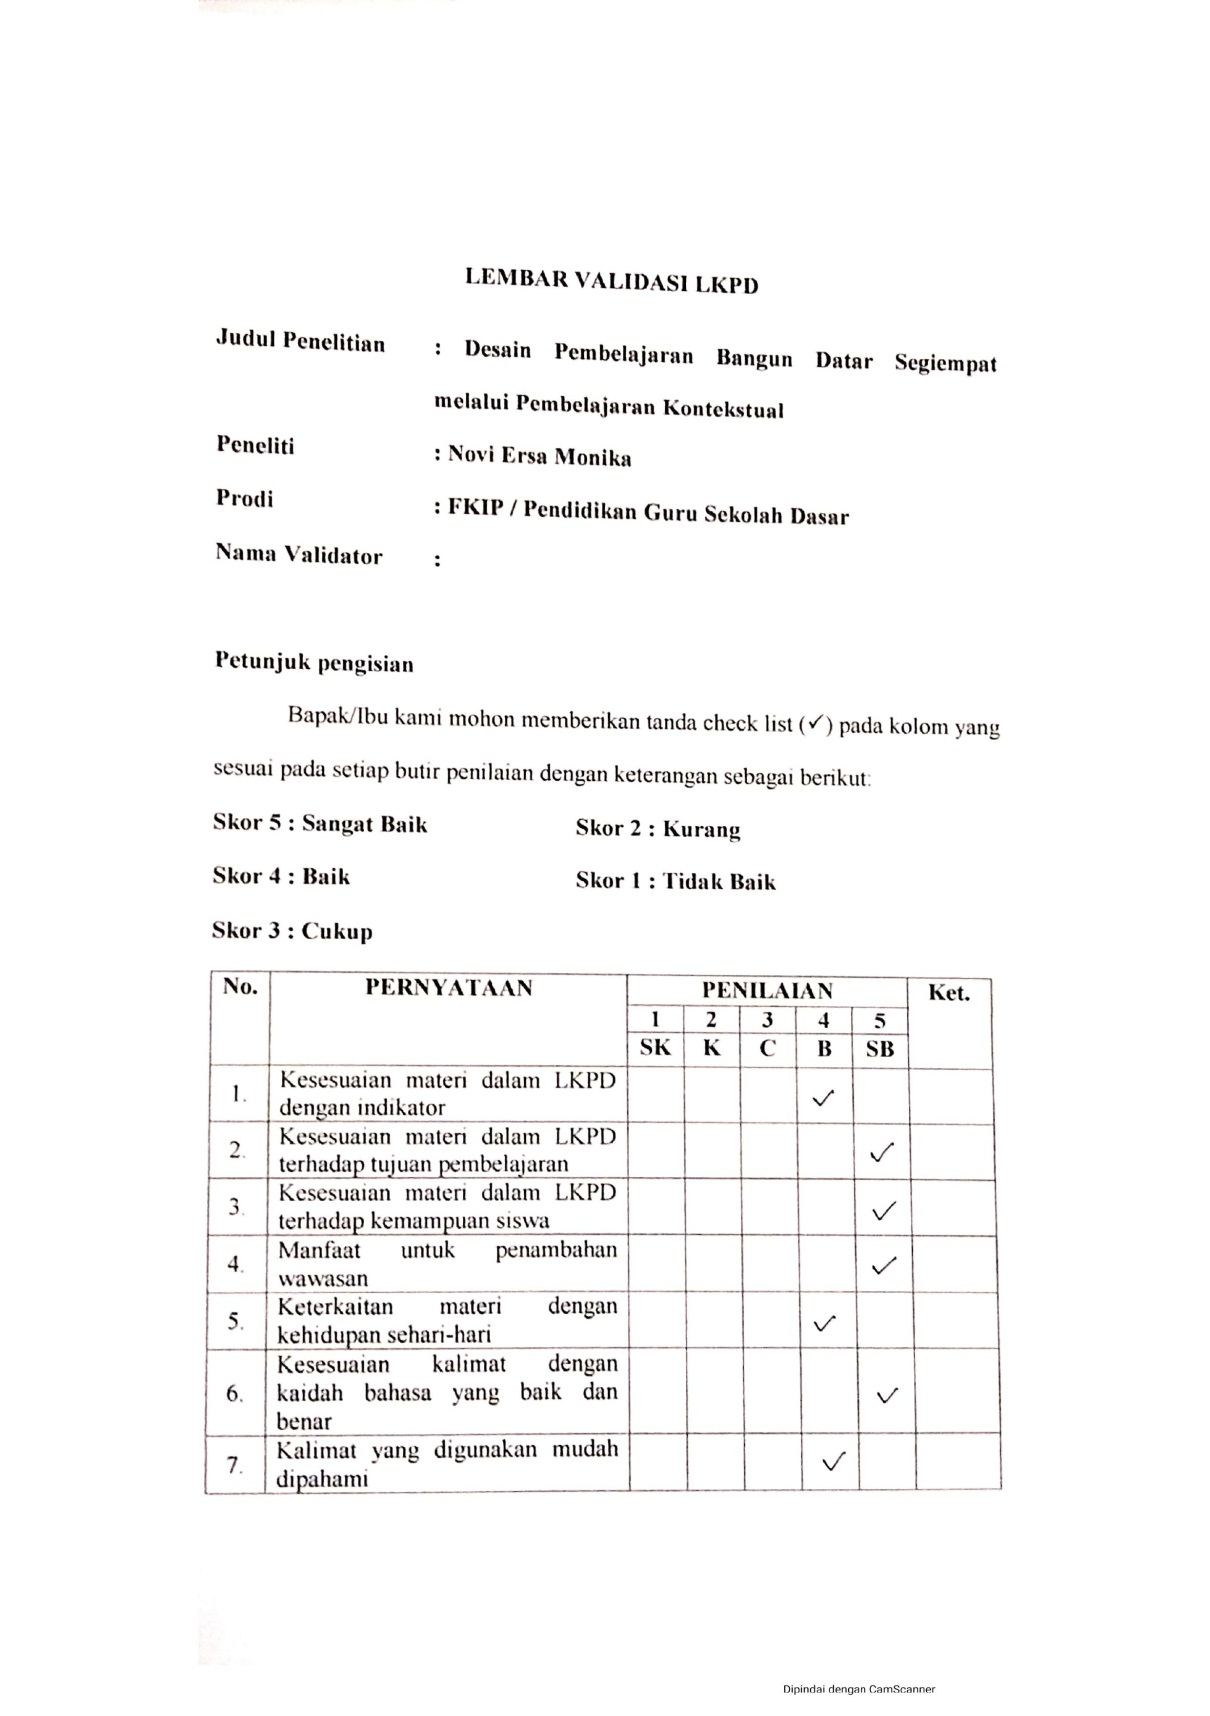 LEMBAR VALIDASI LKPD
Judul Penelitian : Desain Pembelajaran Bangun Datar Segiempat
melalui Pembelajaran Kontekstual
Peneliti : Novi Ersa Monika
Prodi : FKIP / Pendidikan Guru Sekolah Dasar
Nama Validator :
Petunjuk pengisian
Bapak/Ibu kami mohon memberikan tanda check list (✓) pada kolom yang
sesuai pada setiap butir penilaian dengan keterangan sebagai berikut:
Skor 5 : Sangat Baik Skor 2 : Kurang
Skor 4 : Baik Skor 1 : Tidak Baik
Skor 3 : Cukup
No. PERNYATAAN PENILAIAN Ket.
1 2 3 4 5
SK K C B SB
1. Kesesuaian materi dalam LKPD
dengan indikator ✓
2. Kesesuaian materi dalam LKPD
terhadap tujuan pembelajaran ✓
3. Kesesuaian materi dalam LKPD
terhadap kemampuan siswa ✓
4. Manfaat untuk penambahan
wawasan ✓
5. Keterkaitan materi dengan
kehidupan sehari-hari ✓
6. Kesesuaian kalimat dengan
kaidah bahasa yang baik dan ✓
benar
7. Kalimat yang digunakan mudah
dipahami ✓
Dipindai dengan CamScanner